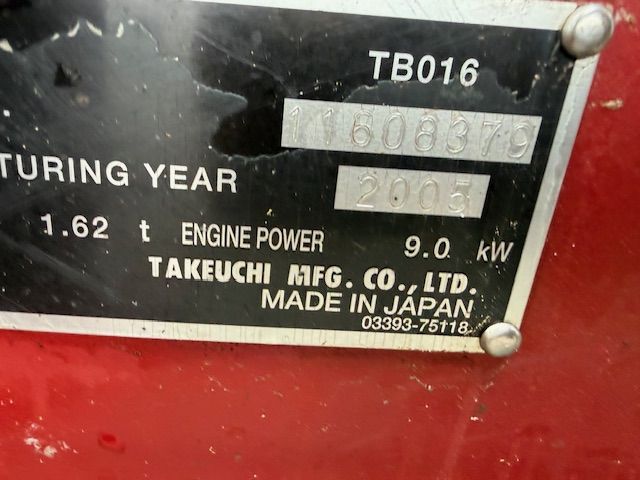 TB016
11608379
TURING YEAR 2005
1.62 t ENGINE POWER 9.0 kW
TAKEUCHI MFG. CO., LTD.
MADE IN JAPAN
03393-75118